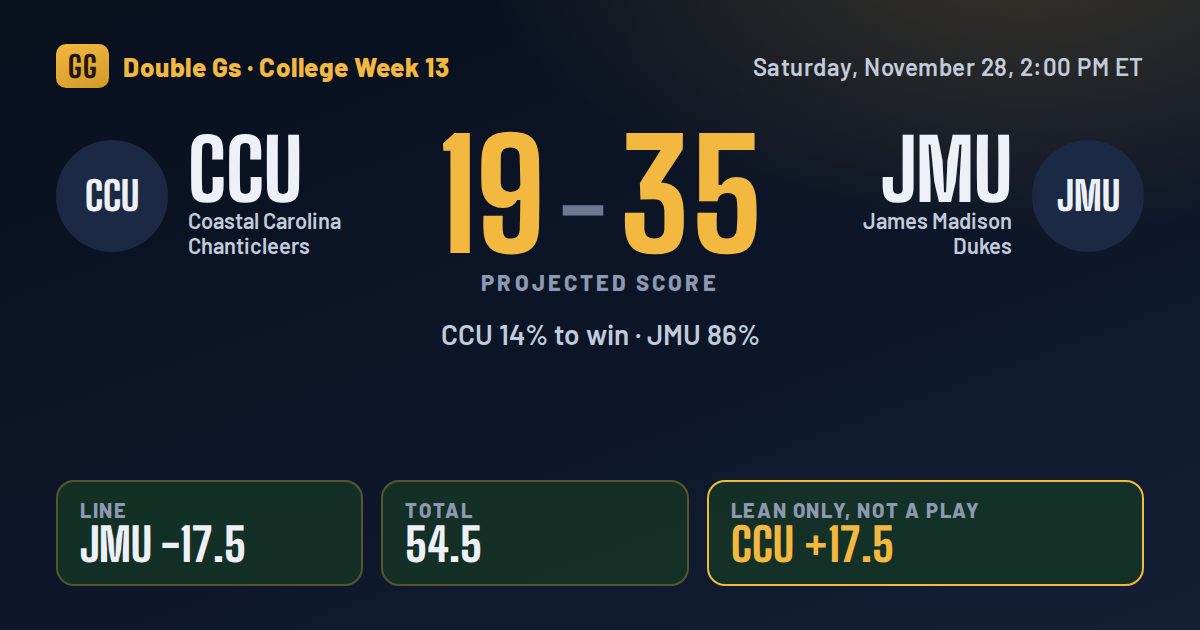 GG
Double Gs · College Week 13
Saturday, November 28, 2:00 PM ET
CCU
CCU
Coastal Carolina
Chanticleers
19 – 35
PROJECTED SCORE
CCU 14% to win · JMU 86%
JMU
James Madison
Dukes
JMU
LINE
JMU −17.5
TOTAL
54.5
LEAN ONLY, NOT A PLAY
CCU +17.5